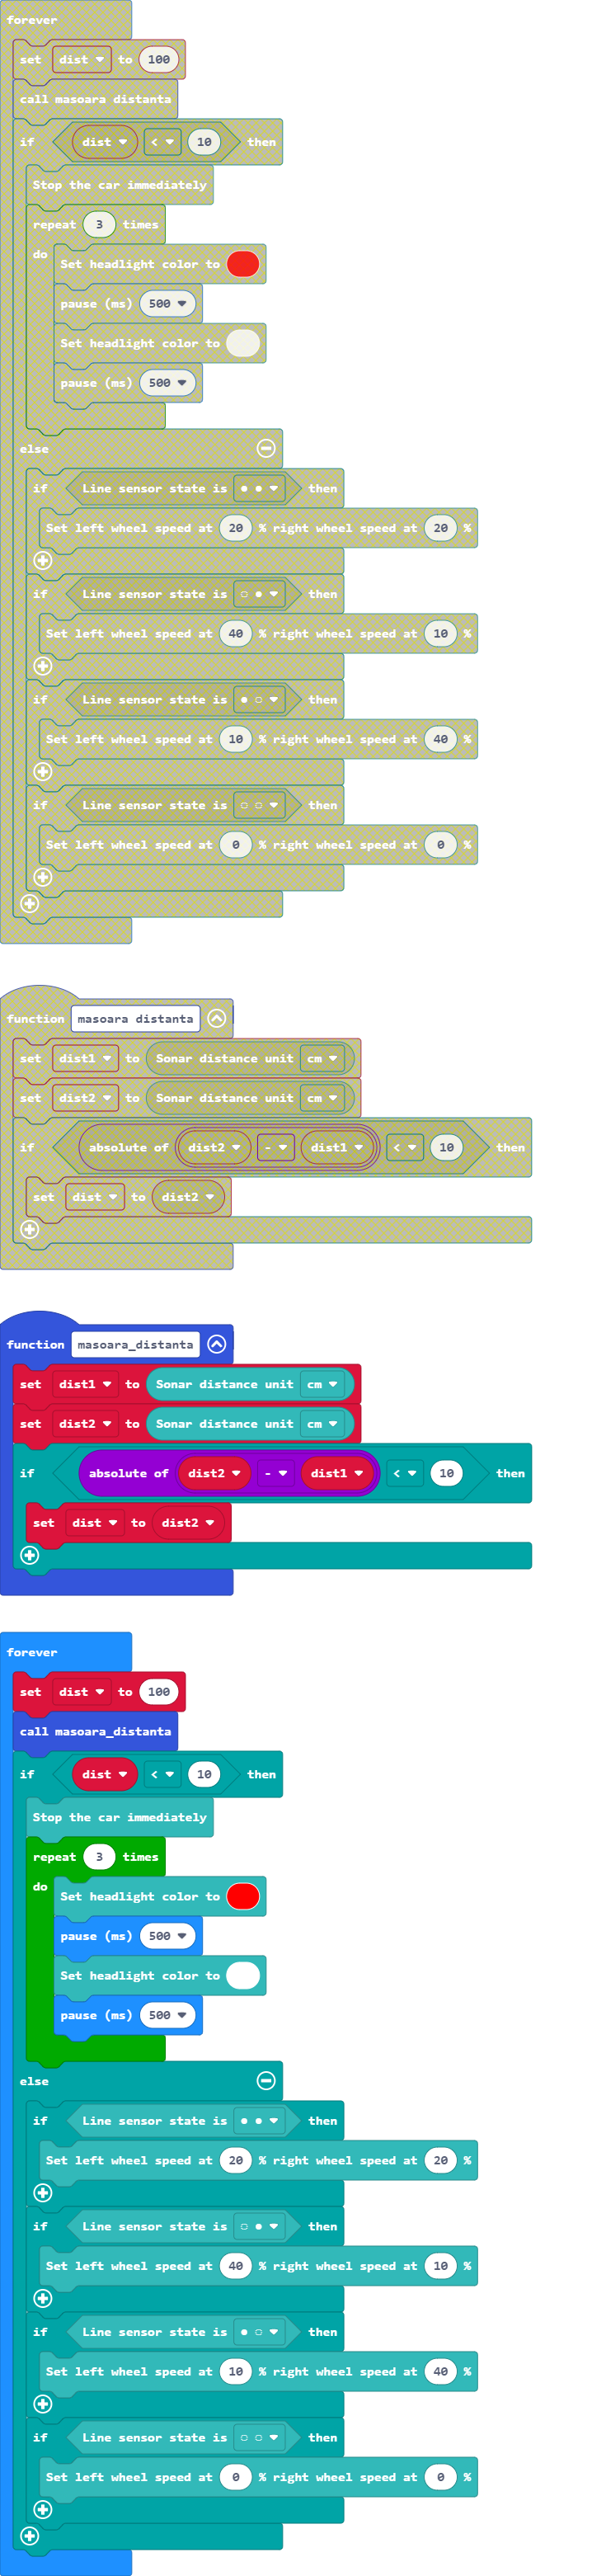 forever
set dist to 100
call masoara distanta
if dist < 10 then
Stop the car immediately
repeat 3 times
do
Set headlight color to
pause (ms) 500
Set headlight color to
pause (ms) 500
else
if Line sensor state is then
Set left wheel speed at 20 % right wheel speed at 20 %
if Line sensor state is then
Set left wheel speed at 40 % right wheel speed at 10 %
if Line sensor state is then
Set left wheel speed at 10 % right wheel speed at 40 %
if Line sensor state is then
Set left wheel speed at 0 % right wheel speed at 0 %
function masoara distanta
set dist1 to Sonar distance unit cm
set dist2 to Sonar distance unit cm
if absolute of dist2 - dist1 < 10 then
set dist to dist2
function masoara_distanta
set dist1 to Sonar distance unit cm
set dist2 to Sonar distance unit cm
if absolute of dist2 - dist1 < 10 then
set dist to dist2
forever
set dist to 100
call masoara_distanta
if dist < 10 then
Stop the car immediately
repeat 3 times
do
Set headlight color to
pause (ms) 500
Set headlight color to
pause (ms) 500
else
if Line sensor state is then
Set left wheel speed at 20 % right wheel speed at 20 %
if Line sensor state is then
Set left wheel speed at 40 % right wheel speed at 10 %
if Line sensor state is then
Set left wheel speed at 10 % right wheel speed at 40 %
if Line sensor state is then
Set left wheel speed at 0 % right wheel speed at 0 %